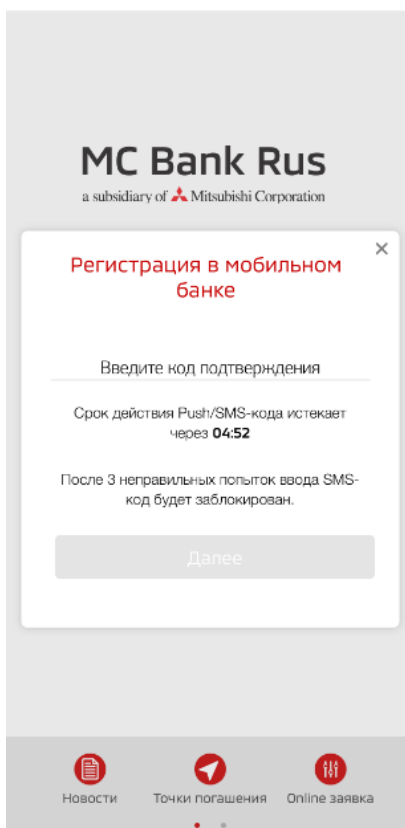 MC Bank Rus
a subsidiary of Mitsubishi Corporation
Регистрация в мобильном
банке
Введите код подтверждения
Срок действия Push/SMS-кода истекает
через 04:52
После 3 неправильных попыток ввода SMS-
код будет заблокирован.
Далее
Новости Точки погашения Online заявка